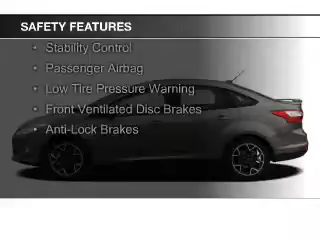 SAFETY FEATURES
• Stability Control
• Passenger Airbag
• Low Tire Pressure Warning
• Front Ventilated Disc Brakes
• Anti-Lock Brakes